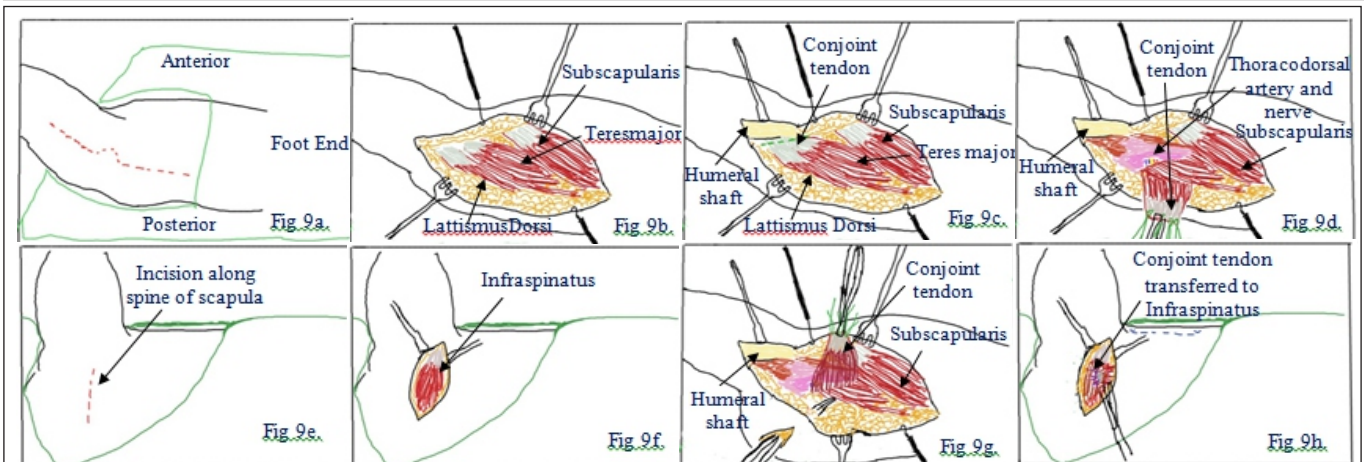 Anterior
Foot End
Posterior
Fig 9a.
Subscapularis
Teresmajor
LattismusDorsi
Fig 9b.
Conjoint
tendon
Subscapularis
Teres major
Humeral
shaft
Lattismus Dorsi
Fig 9c.
Conjoint
tendon
Thoracodorsal
artery and
nerve
Subscapularis
Humeral
shaft
Fig 9d.
Incision along
spine of scapula
Fig 9e.
Infraspinatus
Fig 9f.
Conjoint
tendon
Subscapularis
Humeral
shaft
Fig 9g.
Conjoint tendon
transferred to
Infraspinatus
Fig 9h.